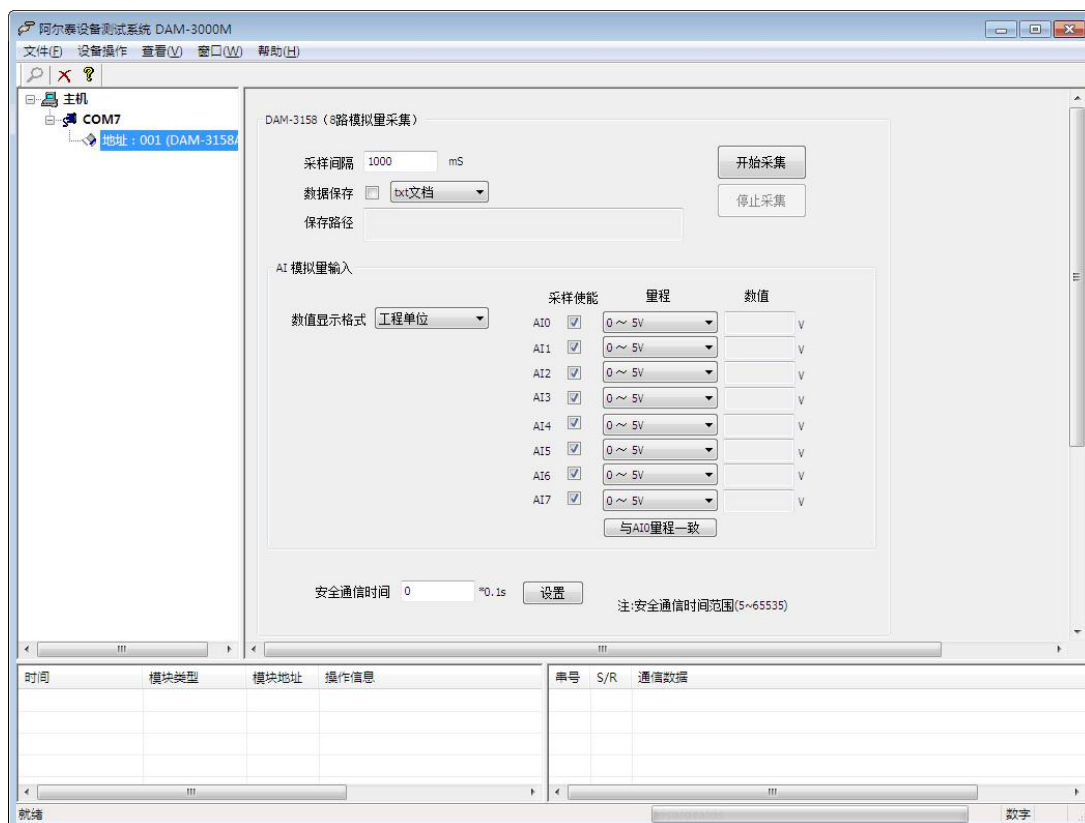 阿尔泰设备测试系统 DAM-3000M
文件(F) 设备操作 查看(V) 窗口(W) 帮助(H)
主机
COM7
地址：001 (DAM-3158A
DAM-3158（8路模拟量采集）
采样间隔 1000 mS
开始采集
数据保存 txt文档
停止采集
保存路径
AI 模拟量输入
采样使能 量程 数值
数值显示格式 工程单位
AI0 0～ 5V V
AI1 0～ 5V V
AI2 0～ 5V V
AI3 0～ 5V V
AI4 0～ 5V V
AI5 0～ 5V V
AI6 0～ 5V V
AI7 0～ 5V V
与AI0量程一致
安全通信时间 0 *0.1s 设置
注:安全通信时间范围(5~65535)
时间 模块类型 模块地址 操作信息
串号 S/R 通信数据
就绪 数字